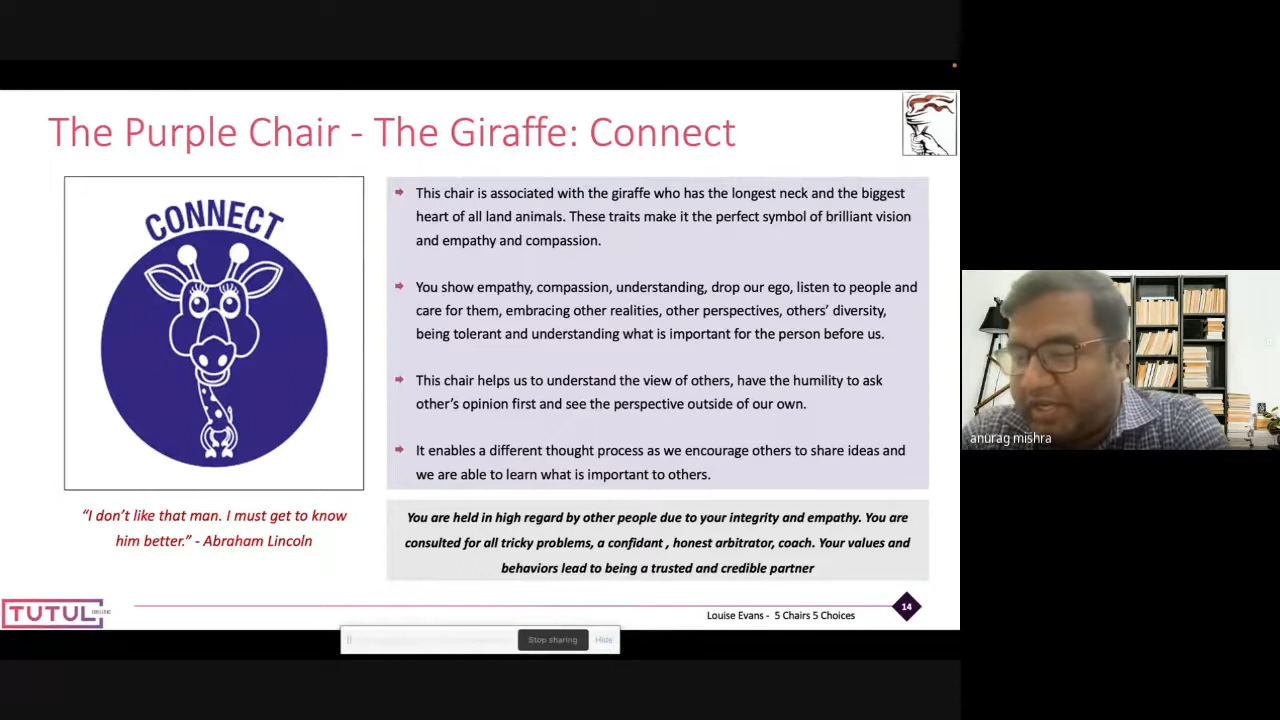 The Purple Chair - The Giraffe: Connect
CONNECT
This chair is associated with the giraffe who has the longest neck and the biggest
heart of all land animals. These traits make it the perfect symbol of brilliant vision
and empathy and compassion.
You show empathy, compassion, understanding, drop our ego, listen to people and
care for them, embracing other realities, other perspectives, others’ diversity,
being tolerant and understanding what is important for the person before us.
This chair helps us to understand the view of others, have the humility to ask
other’s opinion first and see the perspective outside of our own.
It enables a different thought process as we encourage others to share ideas and
we are able to learn what is important to others.
“I don’t like that man. I must get to know
him better.” - Abraham Lincoln
You are held in high regard by other people due to your integrity and empathy. You are
consulted for all tricky problems, a confidant , honest arbitrator, coach. Your values and
behaviors lead to being a trusted and credible partner
TUTUL
Louise Evans - 5 Chairs 5 Choices
14
Stop sharing
Hide
anurag mishra